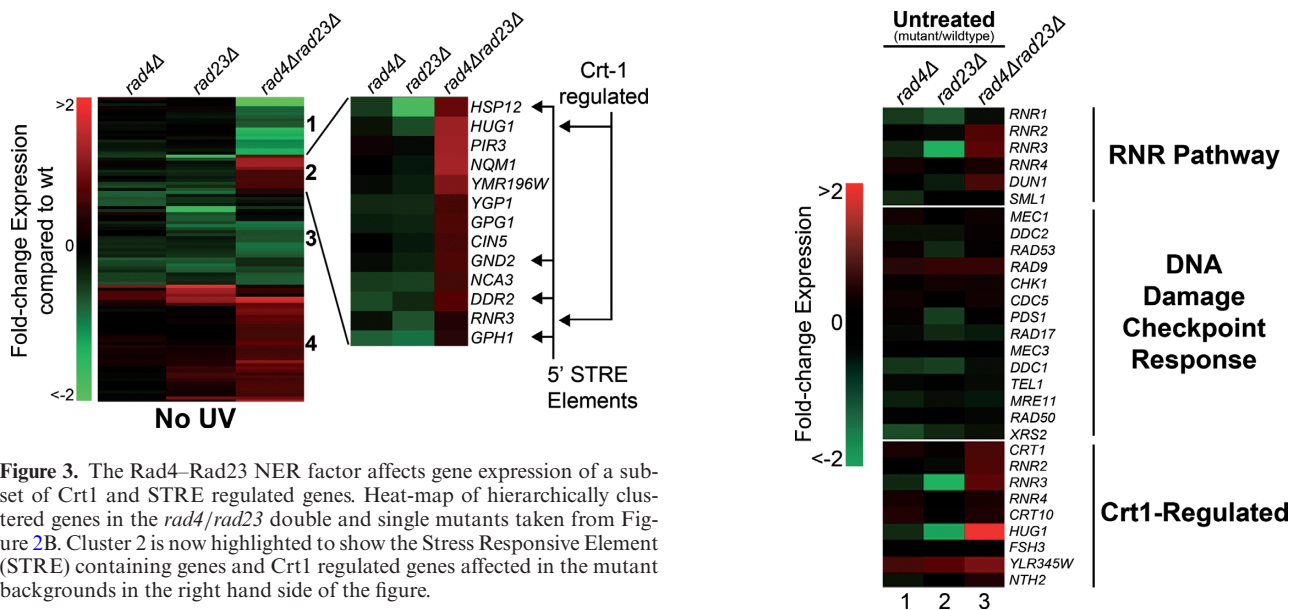 rad4Δ
rad23Δ
rad4Δrad23Δ
>2
0
<-2
Fold-change Expression
compared to wt
1
2
3
4
No UV
rad4Δ
rad23Δ
rad4Δrad23Δ
HSP12
HUG1
PIR3
NQM1
YMR196W
YGP1
GPG1
CIN5
GND2
NCA3
DDR2
RNR3
GPH1
Crt-1
regulated
5' STRE
Elements
Figure 3. The Rad4–Rad23 NER factor affects gene expression of a sub-
set of Crt1 and STRE regulated genes. Heat-map of hierarchically clus-
tered genes in the rad4/rad23 double and single mutants taken from Fig-
ure 2B. Cluster 2 is now highlighted to show the Stress Responsive Element
(STRE) containing genes and Crt1 regulated genes affected in the mutant
backgrounds in the right hand side of the figure.
Untreated
(mutant/wildtype)
rad4Δ
rad23Δ
rad4Δrad23Δ
>2
0
<-2
Fold-change Expression
RNR1
RNR2
RNR3
RNR4
DUN1
SML1
RNR Pathway
MEC1
DDC2
RAD53
RAD9
CHK1
CDC5
PDS1
RAD17
MEC3
DDC1
TEL1
MRE11
RAD50
XRS2
DNA
Damage
Checkpoint
Response
CRT1
RNR2
RNR3
RNR4
CRT10
HUG1
FSH3
YLR345W
NTH2
Crt1-Regulated
1 2 3